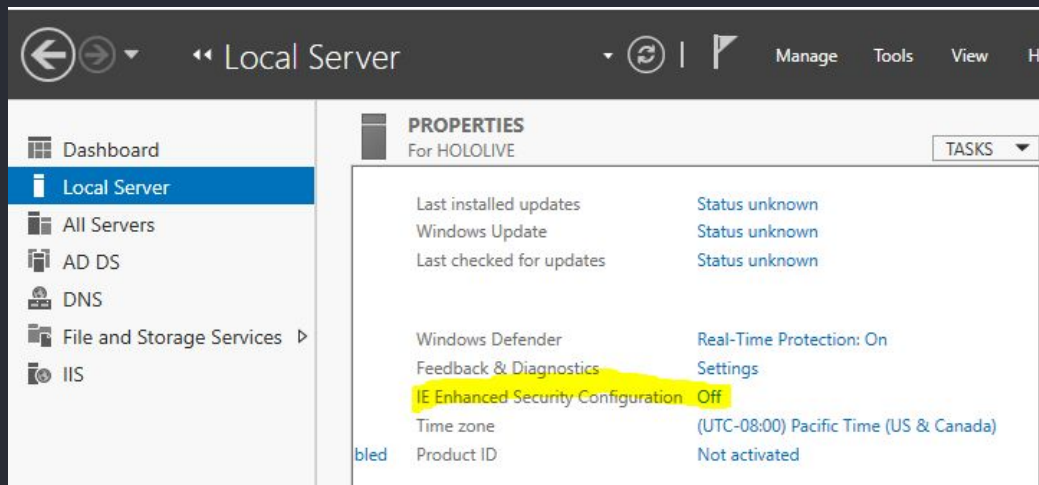 Local Server
Manage Tools View H
Dashboard
Local Server
All Servers
AD DS
DNS
File and Storage Services
IIS
PROPERTIES
For HOLOLIVE
TASKS
Last installed updates Status unknown
Windows Update Status unknown
Last checked for updates Status unknown
Windows Defender Real-Time Protection: On
Feedback & Diagnostics Settings
IE Enhanced Security Configuration Off
Time zone (UTC-08:00) Pacific Time (US & Canada)
bled Product ID Not activated